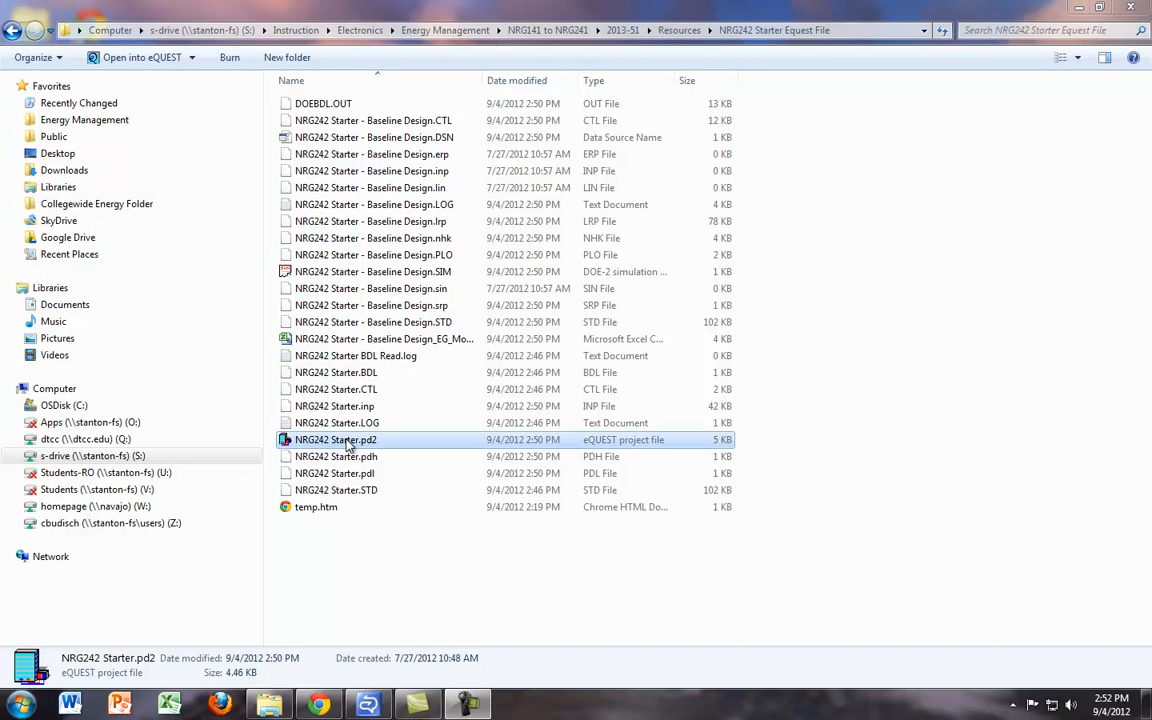 Computer ▸ s-drive (\\stanton-fs) (S:) ▸ Instruction ▸ Electronics ▸ Energy Management ▸ NRG141 to NRG241 ▸ 2013-51 ▸ Resources ▸ NRG242 Starter Equest File
Search NRG242 Starter Equest File
Organize Open into eQUEST Burn New folder
Name Date modified Type Size
Favorites
Recently Changed
Energy Management
Public
Desktop
Downloads
Libraries
Collegewide Energy Folder
SkyDrive
Google Drive
Recent Places
Libraries
Documents
Music
Pictures
Videos
Computer
OSDisk (C:)
Apps (\\stanton-fs) (O:)
dtcc (\\dtcc.edu) (Q:)
s-drive (\\stanton-fs) (S:)
Students-RO (\\stanton-fs) (U:)
Students (\\stanton-fs) (V:)
homepage (\\navajo) (W:)
cbudisch (\\stanton-fs\users) (Z:)
Network
DOEBDL.OUT 9/4/2012 2:50 PM OUT File 13 KB
NRG242 Starter - Baseline Design.CTL 9/4/2012 2:50 PM CTL File 12 KB
NRG242 Starter - Baseline Design.DSN 9/4/2012 2:50 PM Data Source Name 1 KB
NRG242 Starter - Baseline Design.erp 7/27/2012 10:57 AM ERP File 0 KB
NRG242 Starter - Baseline Design.inp 7/27/2012 10:57 AM INP File 0 KB
NRG242 Starter - Baseline Design.lin 7/27/2012 10:57 AM LIN File 0 KB
NRG242 Starter - Baseline Design.LOG 9/4/2012 2:50 PM Text Document 1 KB
NRG242 Starter - Baseline Design.lrp 9/4/2012 2:50 PM LRP File 78 KB
NRG242 Starter - Baseline Design.nhk 9/4/2012 2:50 PM NHK File 4 KB
NRG242 Starter - Baseline Design.PLO 9/4/2012 2:50 PM PLO File 2 KB
NRG242 Starter - Baseline Design.SIM 9/4/2012 2:50 PM DOE-2 simulation ... 1 KB
NRG242 Starter - Baseline Design.sin 7/27/2012 10:57 AM SIN File 0 KB
NRG242 Starter - Baseline Design.srp 9/4/2012 2:50 PM SRP File 1 KB
NRG242 Starter - Baseline Design.STD 9/4/2012 2:50 PM STD File 102 KB
NRG242 Starter - Baseline Design_EG_Mo... 9/4/2012 2:50 PM Microsoft Excel C... 4 KB
NRG242 Starter BDL Read.log 9/4/2012 2:46 PM Text Document 1 KB
NRG242 Starter.BDL 9/4/2012 2:46 PM BDL File 1 KB
NRG242 Starter.CTL 9/4/2012 2:46 PM CTL File 2 KB
NRG242 Starter.inp 9/4/2012 2:46 PM INP File 42 KB
NRG242 Starter.LOG 9/4/2012 2:46 PM Text Document 1 KB
NRG242 Starter.pd2 9/4/2012 2:50 PM eQUEST project file 5 KB
NRG242 Starter.pdh 9/4/2012 2:46 PM PDH File 1 KB
NRG242 Starter.pdl 9/4/2012 2:46 PM PDL File 1 KB
NRG242 Starter.STD 9/4/2012 2:46 PM STD File 102 KB
temp.htm 9/4/2012 2:19 PM Chrome HTML Do... 1 KB
NRG242 Starter.pd2 Date modified: 9/4/2012 2:50 PM Date created: 7/27/2012 10:48 AM
eQUEST project file Size: 4.46 KB
2:52 PM
9/4/2012